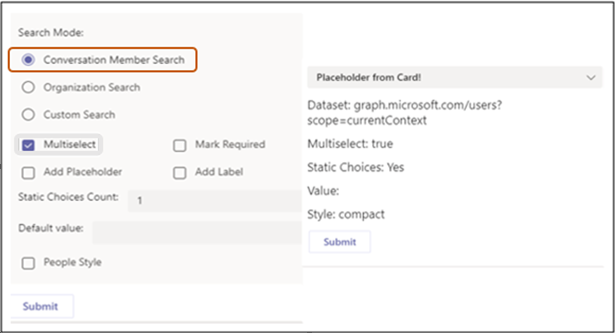 Search Mode:
Conversation Member Search
Organization Search
Custom Search
Multiselect
Mark Required
Add Placeholder
Add Label
Static Choices Count:
1
Default value:
People Style
Submit
Placeholder from Card!
Dataset: graph.microsoft.com/users?
scope=currentContext
Multiselect: true
Static Choices: Yes
Value:
Style: compact
Submit